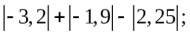 |− 3,2| + |− 1,9| − |2, 25|;